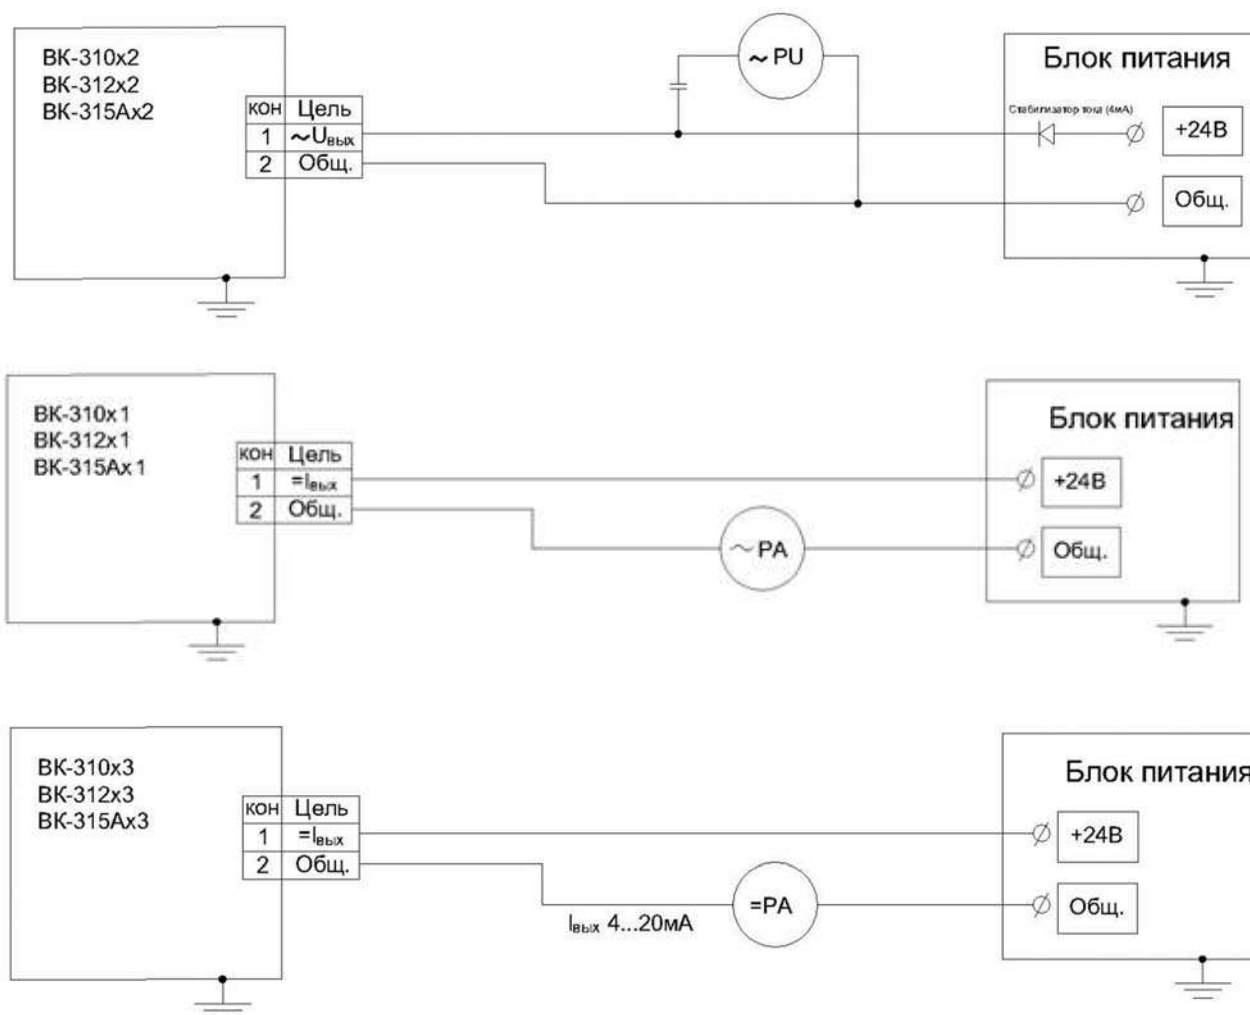 ВК-310х2
ВК-312х2
ВК-315Ах2
кон Цель
1 ~Uвых
2 Общ.
~ PU
Блок питания
Стабилизатор тока (4мА)
+24В
Общ.
ВК-310х1
ВК-312х1
ВК-315Ах1
кон Цель
1 =Iвых
2 Общ.
~ РА
Блок питания
+24В
Общ.
ВК-310х3
ВК-312х3
ВК-315Ах3
кон Цель
1 =Iвых
2 Общ.
Iвых 4...20мА
=РА
Блок питания
+24В
Общ.